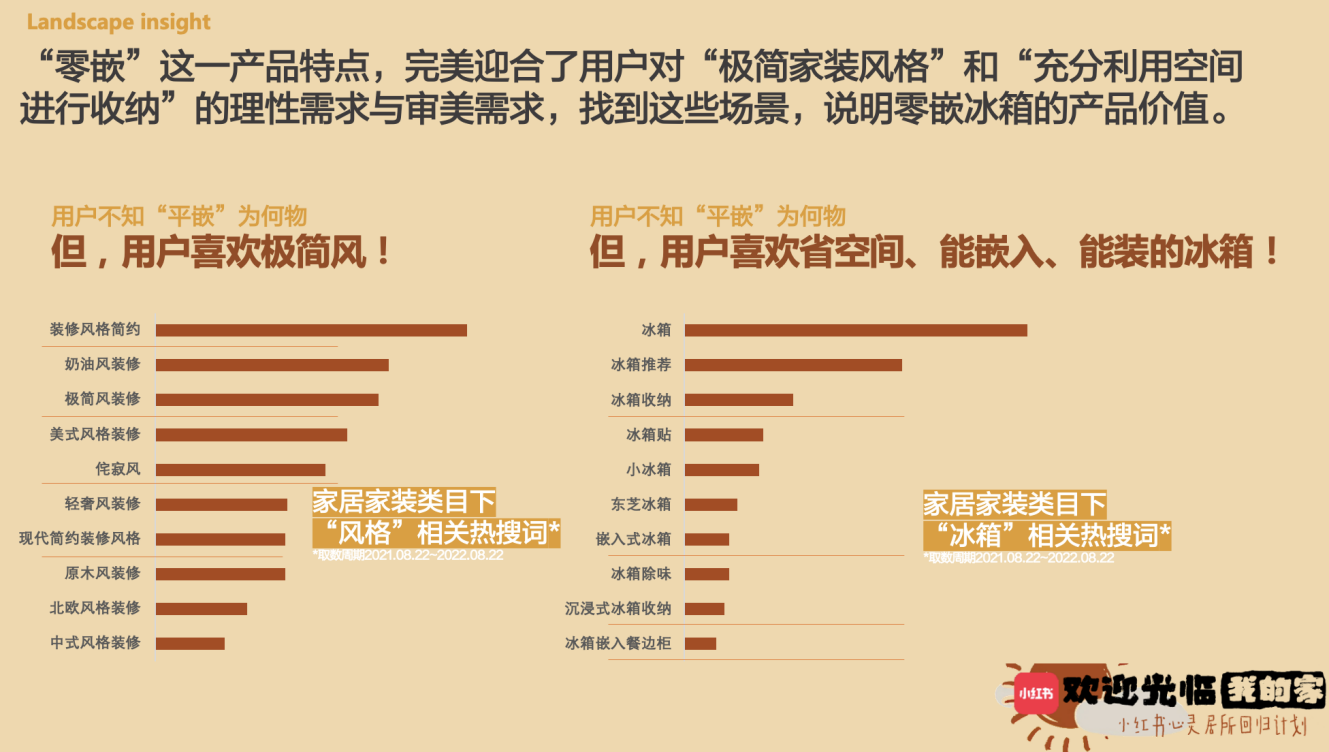 Landscape insight
“零嵌”这一产品特点，完美迎合了用户对“极简家装风格”和“充分利用空间
进行收纳”的理性需求与审美需求，找到这些场景，说明零嵌冰箱的产品价值。
用户不知“平嵌”为何物
但，用户喜欢极简风！
装修风格简约
奶油风装修
极简风装修
美式风格装修
侘寂风
轻奢风装修
现代简约装修风格
原木风装修
北欧风格装修
中式风格装修
家居家装类目下
“风格”相关热搜词*
*取数周期2021.08.22~2022.08.22
用户不知“平嵌”为何物
但，用户喜欢省空间、能嵌入、能装的冰箱！
冰箱
冰箱推荐
冰箱收纳
冰箱贴
小冰箱
东芝冰箱
嵌入式冰箱
冰箱除味
沉浸式冰箱收纳
冰箱嵌入餐边柜
家居家装类目下
“冰箱”相关热搜词*
*取数周期2021.08.22~2022.08.22
小红书
欢迎光临我的家
小红书心灵居所回归计划